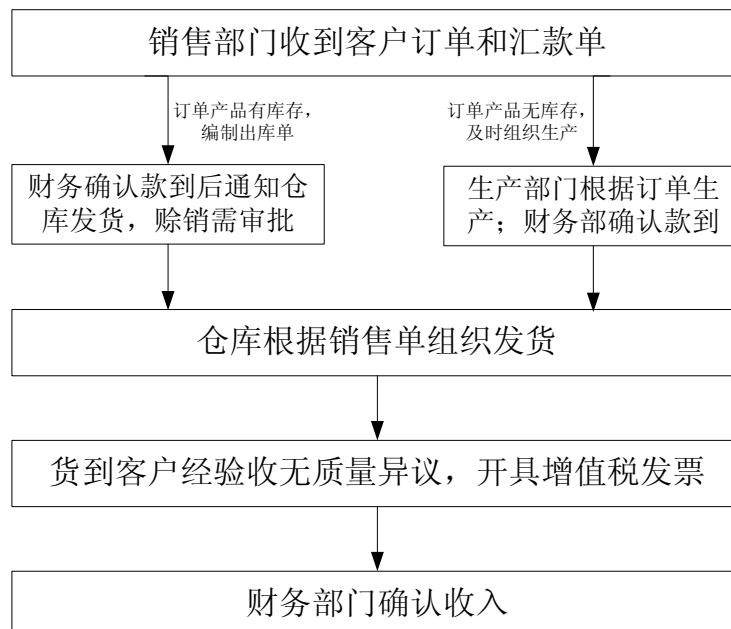 销售部门收到客户订单和汇款单
订单产品有库存，
编制出库单
订单产品无库存，
及时组织生产
财务确认款到后通知仓
库发货，赊销需审批
生产部门根据订单生
产；财务部确认款到
仓库根据销售单组织发货
货到客户经验收无质量异议，开具增值税发票
财务部门确认收入